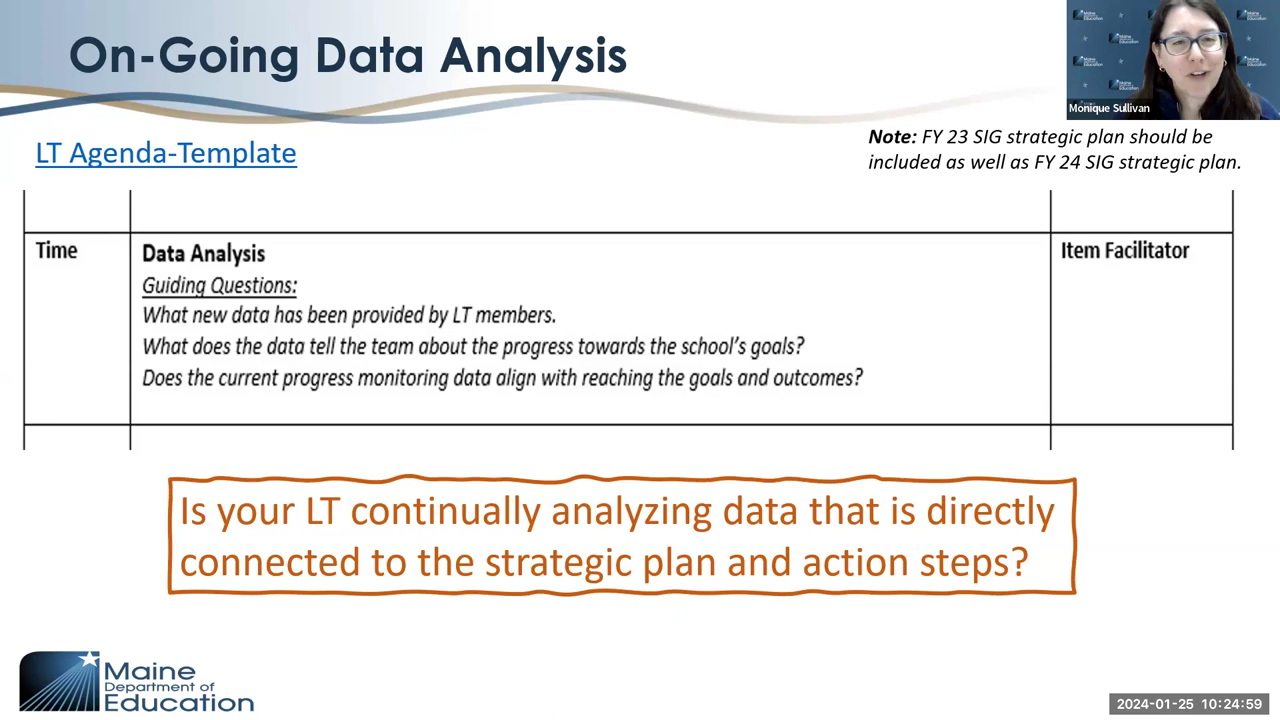 On-Going Data Analysis
Monique Sullivan
LT Agenda-Template
Note: FY 23 SIG strategic plan should be
included as well as FY 24 SIG strategic plan.
Time
Data Analysis
Item Facilitator
Guiding Questions:
What new data has been provided by LT members.
What does the data tell the team about the progress towards the school's goals?
Does the current progress monitoring data align with reaching the goals and outcomes?
Is your LT continually analyzing data that is directly
connected to the strategic plan and action steps?
Maine
Department of
Education
2024-01-25 10:24:59